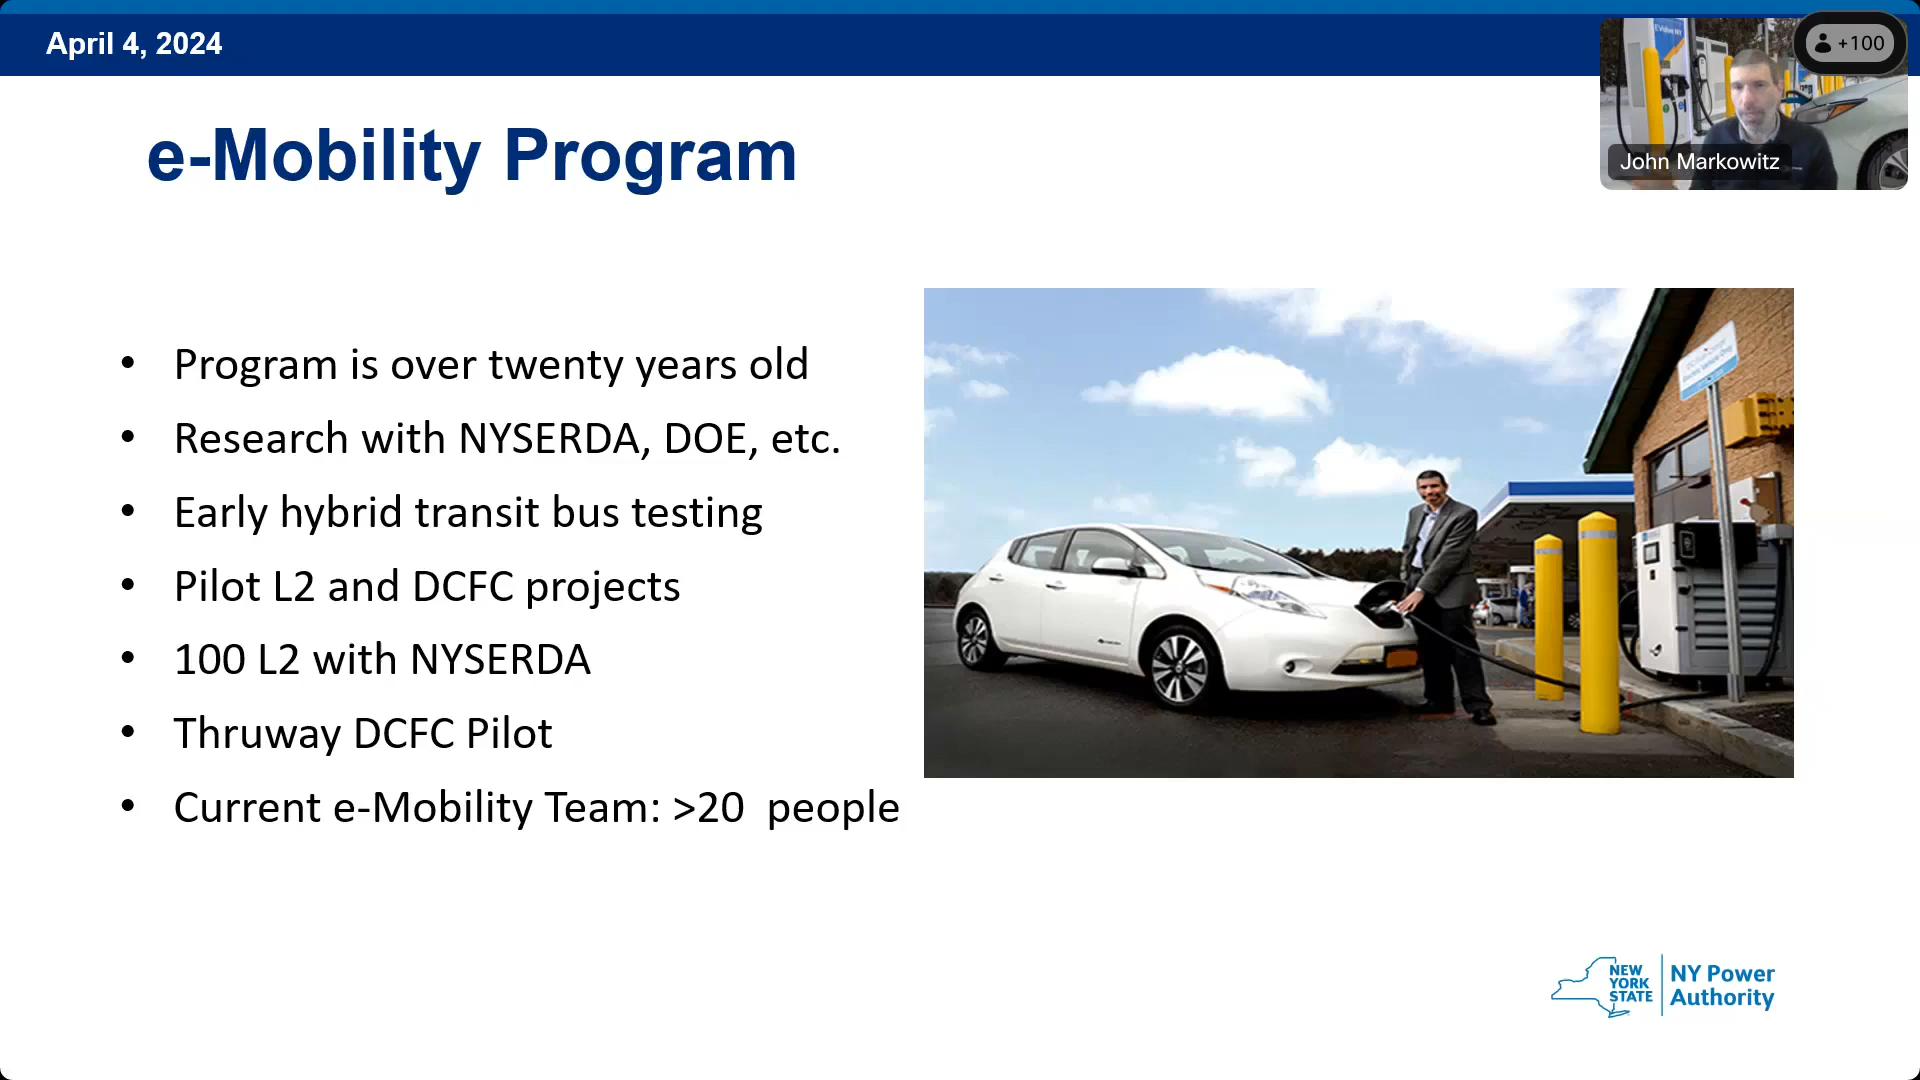 April 4, 2024
+100
John Markowitz
e-Mobility Program
• Program is over twenty years old
• Research with NYSERDA, DOE, etc.
• Early hybrid transit bus testing
• Pilot L2 and DCFC projects
• 100 L2 with NYSERDA
• Thruway DCFC Pilot
• Current e-Mobility Team: >20  people
NEW
YORK
STATE
NY Power
Authority